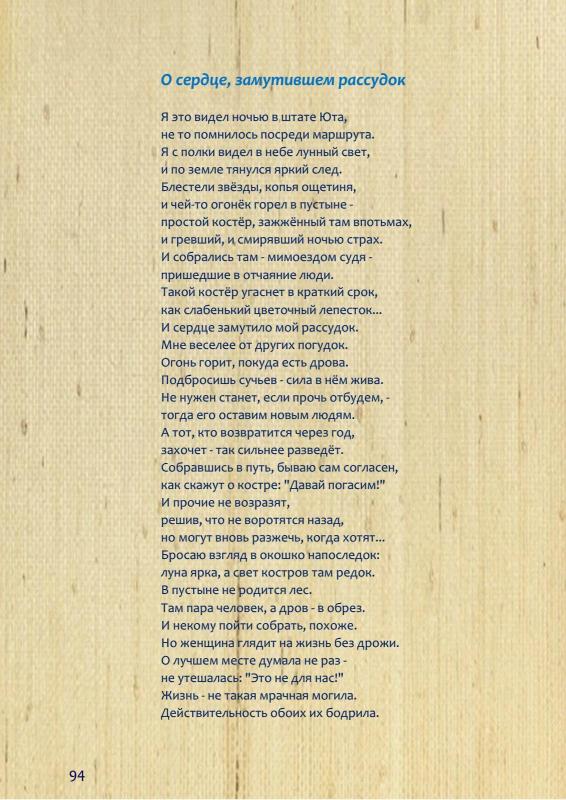 О сердце, замутившем рассудок
Я это видел ночью в штате Юта,
не то помнилось посреди маршрута.
Я с полки видел в небе лунный свет,
и по земле тянулся яркий след.
Блестели звёзды, копья ощетиня,
и чей-то огонёк горел в пустыне -
простой костёр, зажжённый там впотьмах,
и гревший, и смирявший ночью страх.
И собрались там - мимоездом судя -
пришедшие в отчаяние люди.
Такой костёр угаснет в краткий срок,
как слабенький цветочный лепесток...
И сердце замутило мой рассудок.
Мне веселее от других погудок.
Огонь горит, покуда есть дрова.
Подбросишь сучьев - сила в нём жива.
Не нужен станет, если прочь отбудем, -
тогда его оставим новым людям.
А тот, кто возвратится через год,
захочет - так сильнее разведёт.
Собравшись в путь, бываю сам согласен,
как скажут о костре: "Давай погасим!"
И прочие не возразят,
решив, что не воротятся назад,
но могут вновь разжечь, когда хотят...
Бросаю взгляд в окошко напоследок:
луна ярка, а свет костров там редок.
В пустыне не родится лес.
Там пара человек, а дров - в обрез.
И некому пойти собрать, похоже.
Но женщина глядит на жизнь без дрожи.
О лучшем месте думала не раз -
не утешалась: "Это не для нас!"
Жизнь - не такая мрачная могила.
Действительность обоих их бодрила.
94